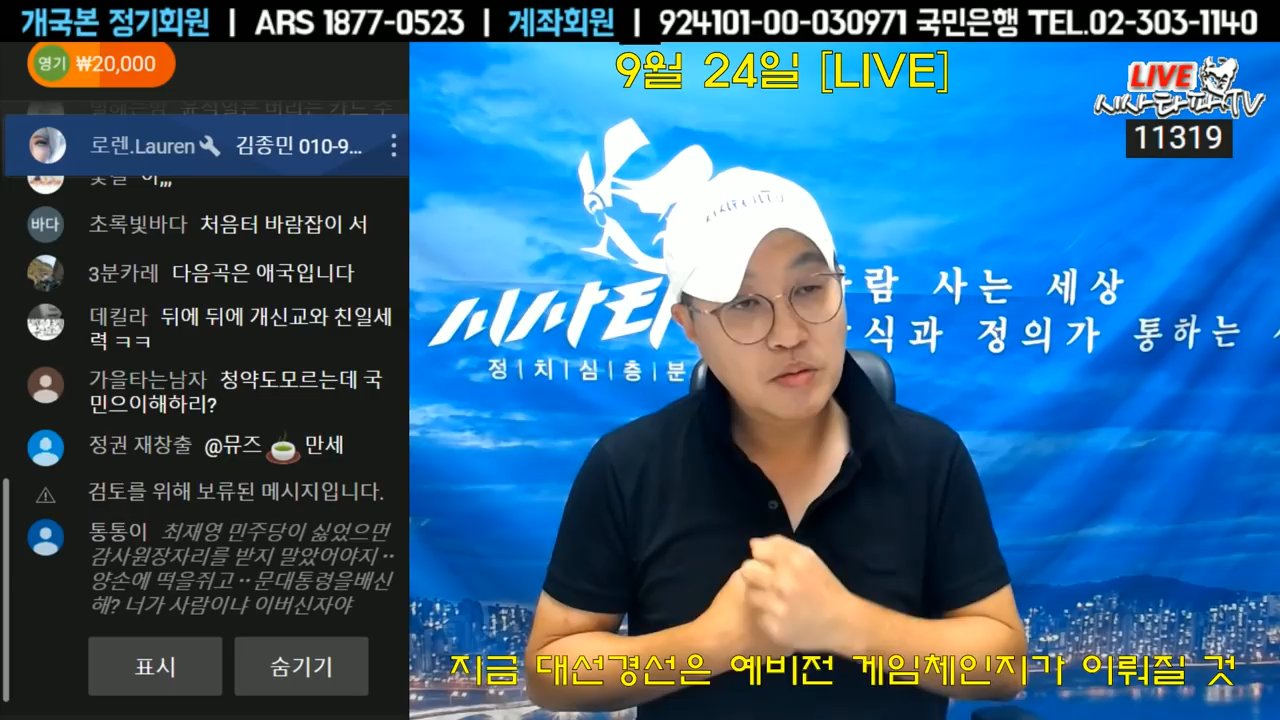 개국본 정기회원 | ARS 1877-0523 | 계좌회원 | 924101-00-030971 국민은행 TEL.02-303-1140
영기 ₩20,000
로렌.Lauren 김종민 010-9...
바다 초록빛바다 처음터 바람잡이 서
3분카레 다음곡은 애국입니다
데킬라 뒤에 뒤에 개신교와 친일세
력 ㅋㅋ
가을타는남자 청약도모르는데 국
민으이해하리?
정권 재창출 @뮤즈 만세
검토를 위해 보류된 메시지입니다.
통통이 최재영 민주당이 싫었으면
감사원장자리를 받지 말았어야지··
양손에 떡을쥐고··문대통령을배신
해? 너가 사람이냐 이버신자야
표시 숨기기
9월 24일 [LIVE]
LIVE
시사타파TV
11319
람 사는 세상
식과 정의가 통하는
시사타
정|치|심|층|분
지금 대선경선은 예비전 게임체인지가 이뤄질 것